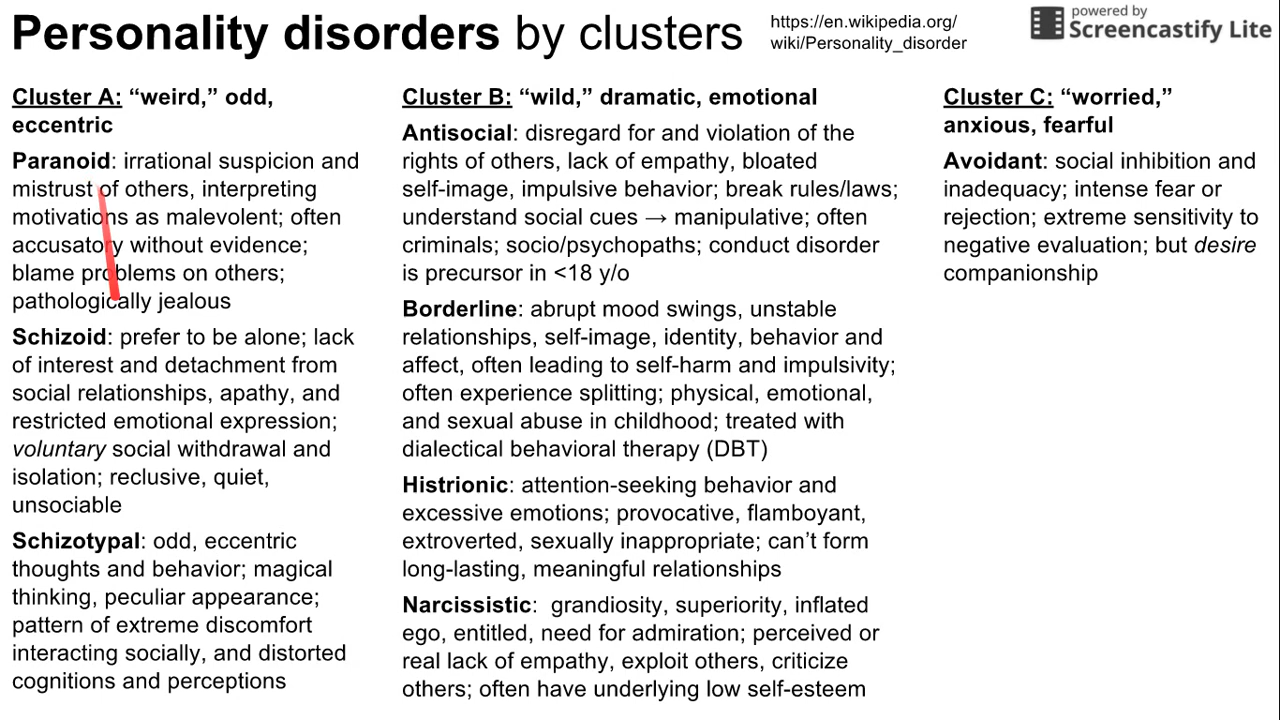 Personality disorders by clusters
https://en.wikipedia.org/
wiki/Personality_disorder
powered by
Screencastify Lite
Cluster A: “weird,” odd,
eccentric
Paranoid: irrational suspicion and
mistrust of others, interpreting
motivations as malevolent; often
accusatory without evidence;
blame problems on others;
pathologically jealous
Schizoid: prefer to be alone; lack
of interest and detachment from
social relationships, apathy, and
restricted emotional expression;
voluntary social withdrawal and
isolation; reclusive, quiet,
unsociable
Schizotypal: odd, eccentric
thoughts and behavior; magical
thinking, peculiar appearance;
pattern of extreme discomfort
interacting socially, and distorted
cognitions and perceptions
Cluster B: “wild,” dramatic, emotional
Antisocial: disregard for and violation of the
rights of others, lack of empathy, bloated
self-image, impulsive behavior; break rules/laws;
understand social cues → manipulative; often
criminals; socio/psychopaths; conduct disorder
is precursor in <18 y/o
Borderline: abrupt mood swings, unstable
relationships, self-image, identity, behavior and
affect, often leading to self-harm and impulsivity;
often experience splitting; physical, emotional,
and sexual abuse in childhood; treated with
dialectical behavioral therapy (DBT)
Histrionic: attention-seeking behavior and
excessive emotions; provocative, flamboyant,
extroverted, sexually inappropriate; can’t form
long-lasting, meaningful relationships
Narcissistic:  grandiosity, superiority, inflated
ego, entitled, need for admiration; perceived or
real lack of empathy, exploit others, criticize
others; often have underlying low self-esteem
Cluster C: “worried,”
anxious, fearful
Avoidant: social inhibition and
inadequacy; intense fear or
rejection; extreme sensitivity to
negative evaluation; but desire
companionship